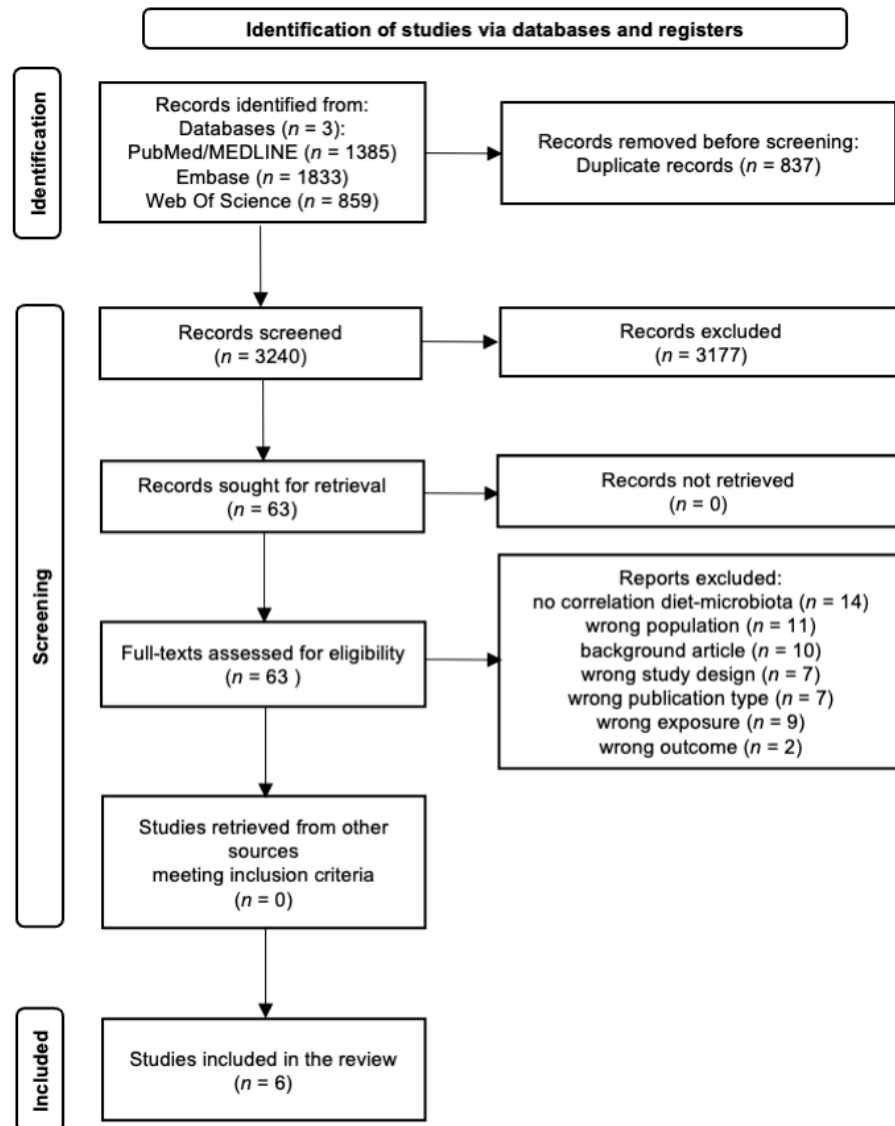 Identification of studies via databases and registers
Identification
Records identified from:
Databases (n = 3):
PubMed/MEDLINE (n = 1385)
Embase (n = 1833)
Web Of Science (n = 859)
Records removed before screening:
Duplicate records (n = 837)
Screening
Records screened
(n = 3240)
Records excluded
(n = 3177)
Records sought for retrieval
(n = 63)
Records not retrieved
(n = 0)
Full-texts assessed for eligibility
(n = 63 )
Reports excluded:
no correlation diet-microbiota (n = 14)
wrong population (n = 11)
background article (n = 10)
wrong study design (n = 7)
wrong publication type (n = 7)
wrong exposure (n = 9)
wrong outcome (n = 2)
Studies retrieved from other
sources
meeting inclusion criteria
(n = 0)
Included
Studies included in the review
(n = 6)